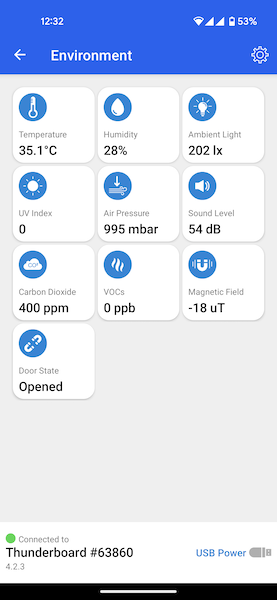 12:32
53%
Environment
Temperature
35.1°C
Humidity
28%
Ambient Light
202 lx
UV Index
0
Air Pressure
995 mbar
Sound Level
54 dB
CO²
Carbon Dioxide
400 ppm
VOCs
0 ppb
Magnetic Field
-18 uT
Door State
Opened
Connected to
Thunderboard #63860
USB Power
4.2.3